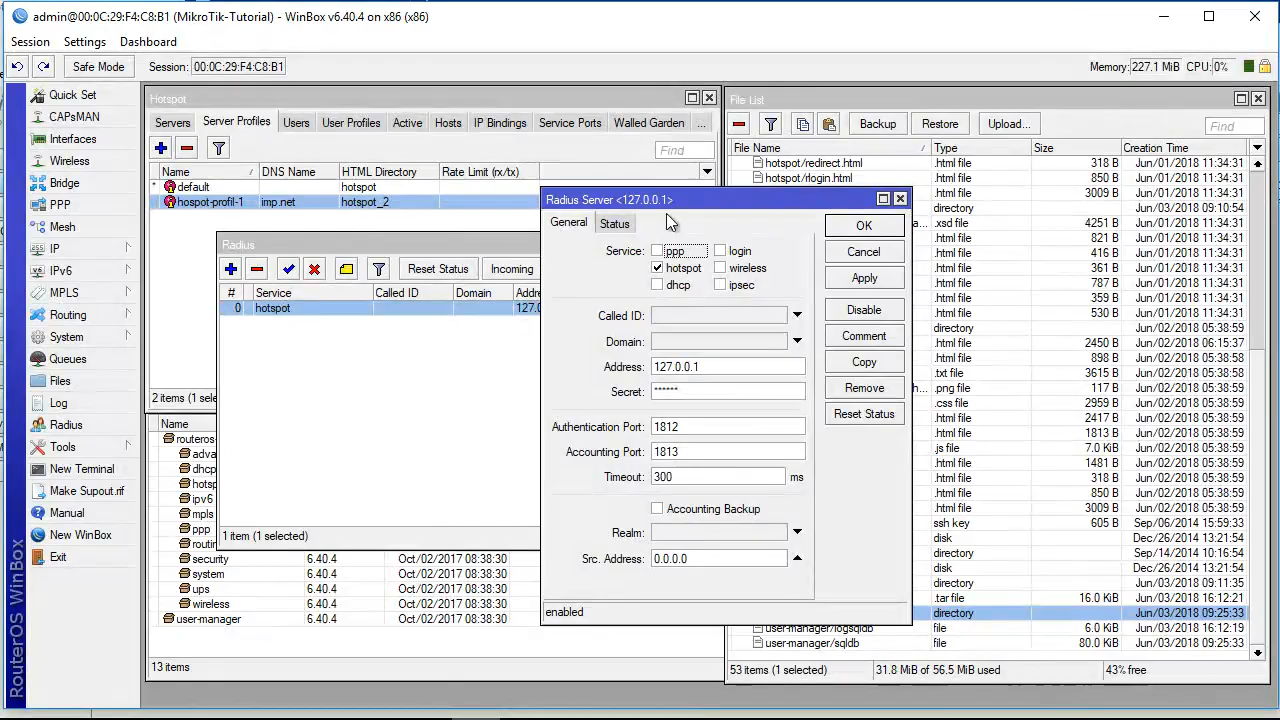 admin@00:0C:29:F4:C8:B1 (MikroTik-Tutorial) - WinBox v6.40.4 on x86 (x86)
Session Settings Dashboard
Safe Mode Session: 00:0C:29:F4:C8:B1 Memory: 227.1 MiB CPU: 0%
Quick Set
CAPsMAN
Interfaces
Wireless
Bridge
PPP
Mesh
IP
IPv6
MPLS
Routing
System
Queues
Files
Log
Radius
Tools
New Terminal
Make Supout.rif
Manual
New WinBox
Exit
RouterOS WinBox
Hotspot
Servers Server Profiles Users User Profiles Active Hosts IP Bindings Service Ports Walled Garden ...
Find
Name / DNS Name HTML Directory Rate Limit (rx/tx)
* default hotspot
hospot-profil-1 imp.net hotspot_2
2 items (1 sele
Radius
Reset Status Incoming
# Service Called ID Domain Addre
0 hotspot 127.0
1 item (1 selected)
Name
routeros
adva
dhcp
hotsp
ipv6
mpls
ppp
routin
security 6.40.4 Oct/02/2017 08:38:30
system 6.40.4 Oct/02/2017 08:38:30
ups 6.40.4 Oct/02/2017 08:38:30
wireless 6.40.4 Oct/02/2017 08:38:30
user-manager 6.40.4 Oct/02/2017 08:38:30
13 items
Radius Server <127.0.0.1>
General Status
Service: ppp login
hotspot wireless
dhcp ipsec
Called ID:
Domain:
Address: 127.0.0.1
Secret: ******
Authentication Port: 1812
Accounting Port: 1813
Timeout: 300 ms
Accounting Backup
Realm:
Src. Address: 0.0.0.0
enabled
OK
Cancel
Apply
Disable
Comment
Copy
Remove
Reset Status
File List
Backup Restore Upload... Find
File Name / Type Size Creation Time
hotspot/redirect.html .html file 318 B Jun/01/2018 11:34:31
hotspot/rlogin.html .html file 850 B Jun/01/2018 11:34:31
.html file 3009 B Jun/01/2018 11:34:31
directory Jun/03/2018 09:10:54
a... .xsd file 4251 B Jun/01/2018 11:34:31
.html file 821 B Jun/01/2018 11:34:31
.html file 416 B Jun/01/2018 11:34:31
.html file 361 B Jun/01/2018 11:34:31
.html file 787 B Jun/01/2018 11:34:31
.html file 359 B Jun/01/2018 11:34:31
.html file 530 B Jun/01/2018 11:34:31
directory Jun/02/2018 05:38:58
.html file 2450 B Jun/02/2018 06:15:37
.html file 898 B Jun/02/2018 05:38:58
.txt file 3615 B Jun/02/2018 05:38:58
h... .png file 117 B Jun/02/2018 05:38:58
.css file 2959 B Jun/02/2018 05:38:59
.html file 2417 B Jun/02/2018 05:38:59
.html file 1813 B Jun/02/2018 05:38:59
.js file 7.0 KiB Jun/02/2018 05:38:59
.html file 1481 B Jun/02/2018 05:38:59
.html file 318 B Jun/02/2018 05:38:59
.html file 850 B Jun/02/2018 05:38:59
.html file 3009 B Jun/02/2018 05:38:59
ssh key 605 B Sep/06/2014 15:59:33
disk Dec/26/2014 13:21:54
directory Sep/14/2014 10:16:54
disk Dec/26/2014 13:21:54
directory Jun/03/2018 09:11:35
.tar file 16.0 KiB Jun/03/2018 16:12:21
directory Jun/03/2018 09:25:33
user-manager/logsqldb file 6.0 KiB Jun/03/2018 16:12:19
user-manager/sqldb file 80.0 KiB Jun/03/2018 09:25:33
53 items (1 selected) 31.8 MiB of 56.5 MiB used 43% free